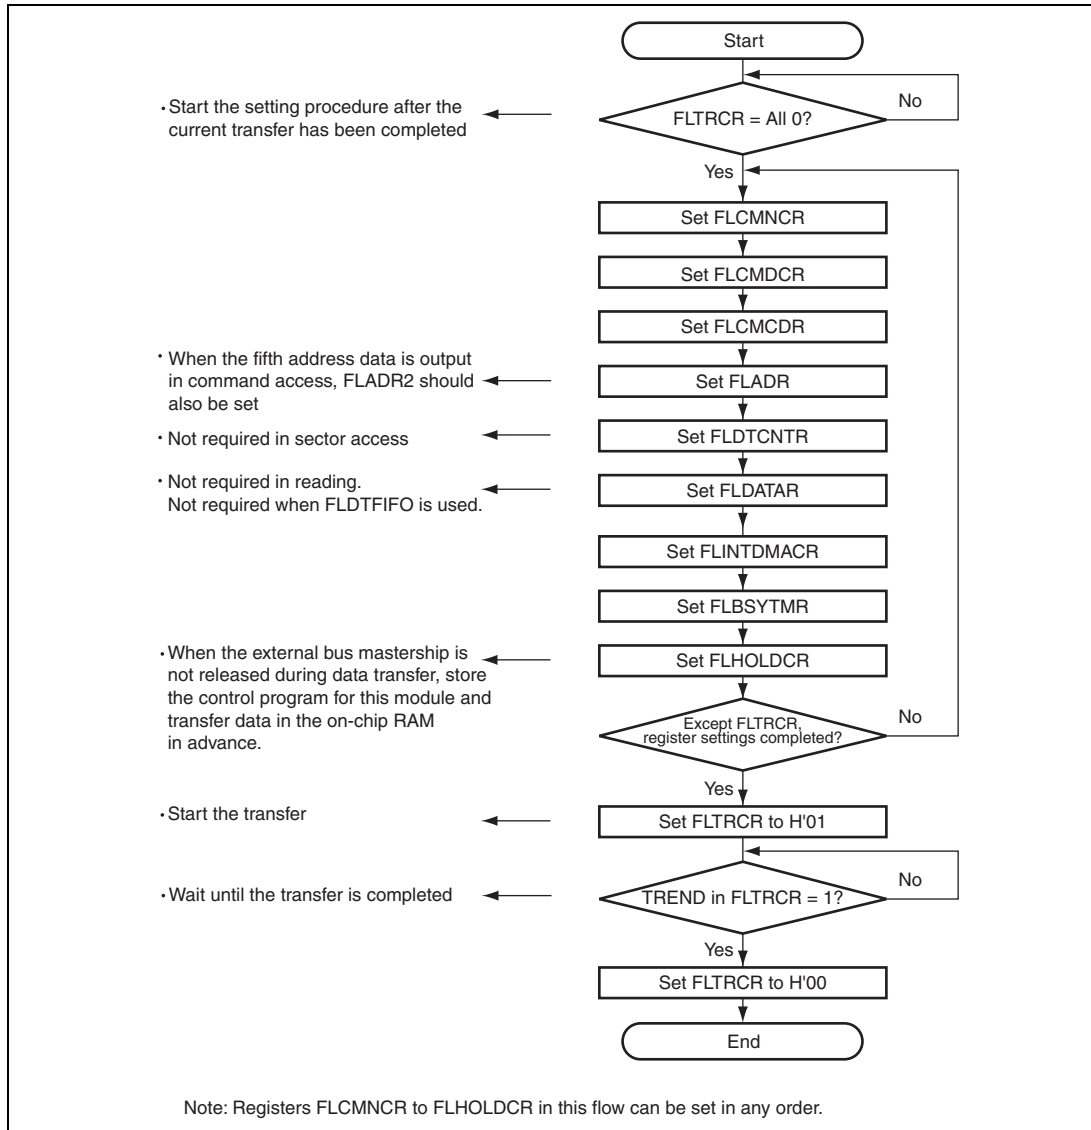 Start
• Start the setting procedure after the
current transfer has been completed
FLTRCR = All 0?
No
Yes
Set FLCMNCR
Set FLCMDCR
Set FLCMCDR
• When the fifth address data is output
in command access, FLADR2 should
also be set
Set FLADR
• Not required in sector access
Set FLDTCNTR
• Not required in reading.
Not required when FLDTFIFO is used.
Set FLDATAR
Set FLINTDMACR
Set FLBSYTMR
• When the external bus mastership is
not released during data transfer, store
the control program for this module and
transfer data in the on-chip RAM
in advance.
Set FLHOLDCR
Except FLTRCR,
register settings completed?
No
Yes
• Start the transfer
Set FLTRCR to H'01
• Wait until the transfer is completed
TREND in FLTRCR = 1?
No
Yes
Set FLTRCR to H'00
End
Note: Registers FLCMNCR to FLHOLDCR in this flow can be set in any order.